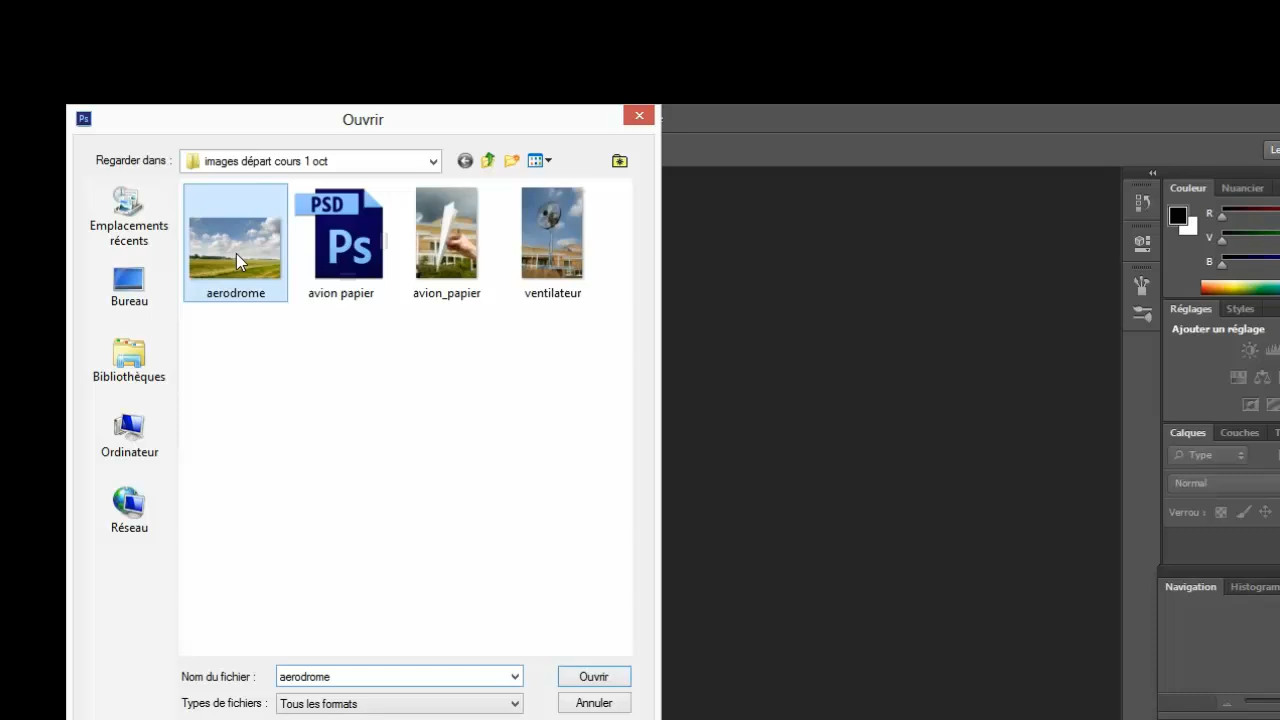 Ps
Ouvrir
Regarder dans :
images départ cours 1 oct
Emplacements
récents
Bureau
Bibliothèques
Ordinateur
Réseau
PSD
Ps
aerodrome
avion papier
avion_papier
ventilateur
Nom du fichier :
aerodrome
Ouvrir
Types de fichiers :
Tous les formats
Annuler
Le
Couleur
Nuancier
R
V
B
Réglages
Styles
Ajouter un réglage
Calques
Couches
T
Type
Normal
Verrou :
Navigation
Histogram